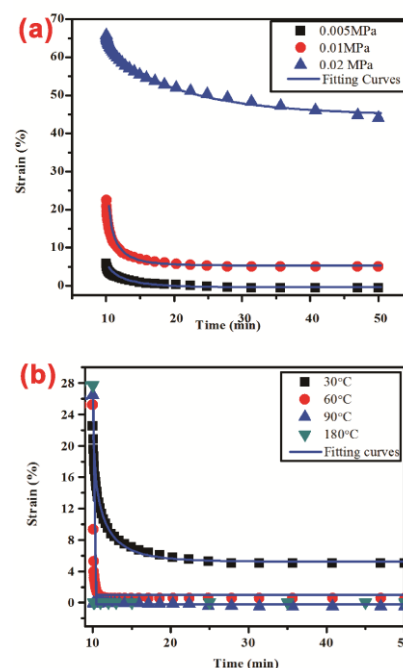 (a)
0.005MPa
0.01MPa
0.02 MPa
Fitting Curves
70
60
50
40
30
20
10
0
Strain (%)
10 20 30 40 50
Time (min)
(b)
30°C
60°C
90°C
180°C
Fitting curves
28
24
20
16
12
8
4
0
Strain (%)
10 20 30 40 50
Time (min)